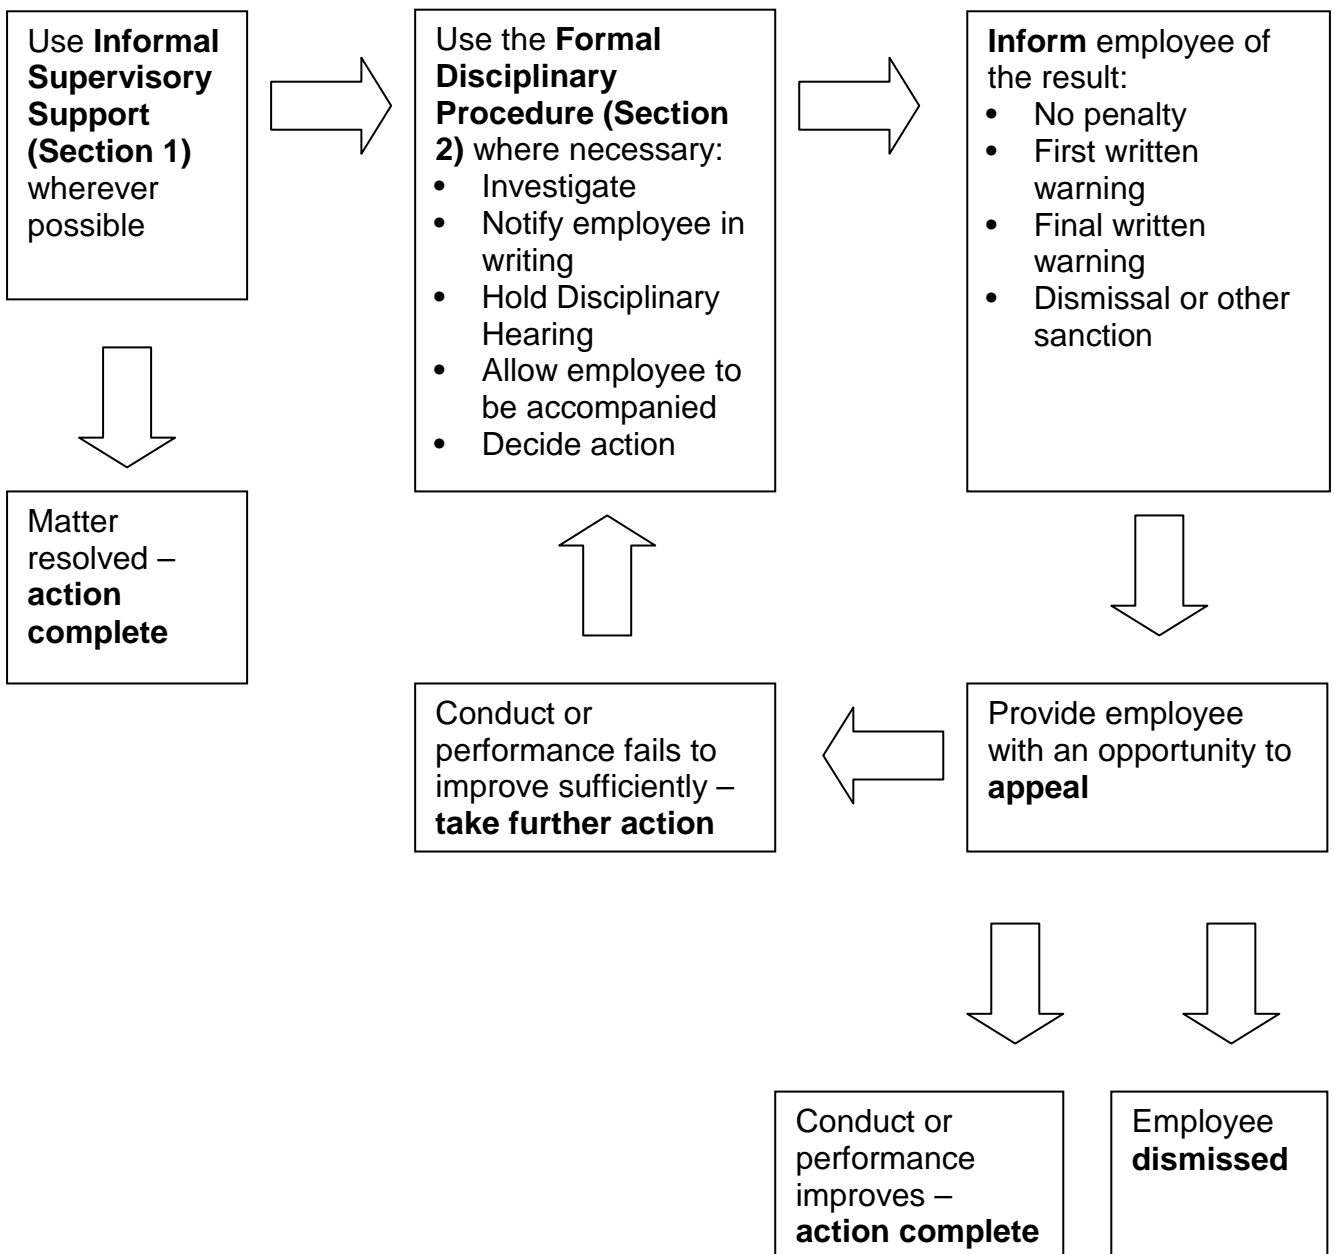 Use Informal
Supervisory
Support
(Section 1)
wherever
possible
Use the Formal
Disciplinary
Procedure (Section
2) where necessary:
• Investigate
• Notify employee in
writing
• Hold Disciplinary
Hearing
• Allow employee to
be accompanied
• Decide action
Inform employee of
the result:
• No penalty
• First written
warning
• Final written
warning
• Dismissal or other
sanction
Matter
resolved –
action
complete
Conduct or
performance fails to
improve sufficiently –
take further action
Provide employee
with an opportunity to
appeal
Conduct or
performance
improves –
action complete
Employee
dismissed